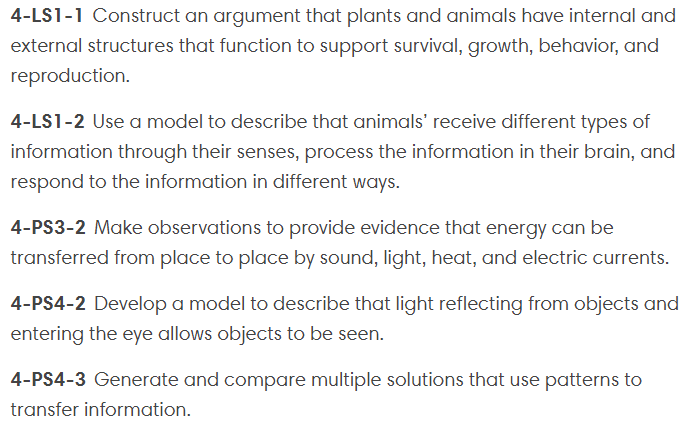 4-LS1-1 Construct an argument that plants and animals have internal and
external structures that function to support survival, growth, behavior, and
reproduction.
4-LS1-2 Use a model to describe that animals’ receive different types of
information through their senses, process the information in their brain, and
respond to the information in different ways.
4-PS3-2 Make observations to provide evidence that energy can be
transferred from place to place by sound, light, heat, and electric currents.
4-PS4-2 Develop a model to describe that light reflecting from objects and
entering the eye allows objects to be seen.
4-PS4-3 Generate and compare multiple solutions that use patterns to
transfer information.